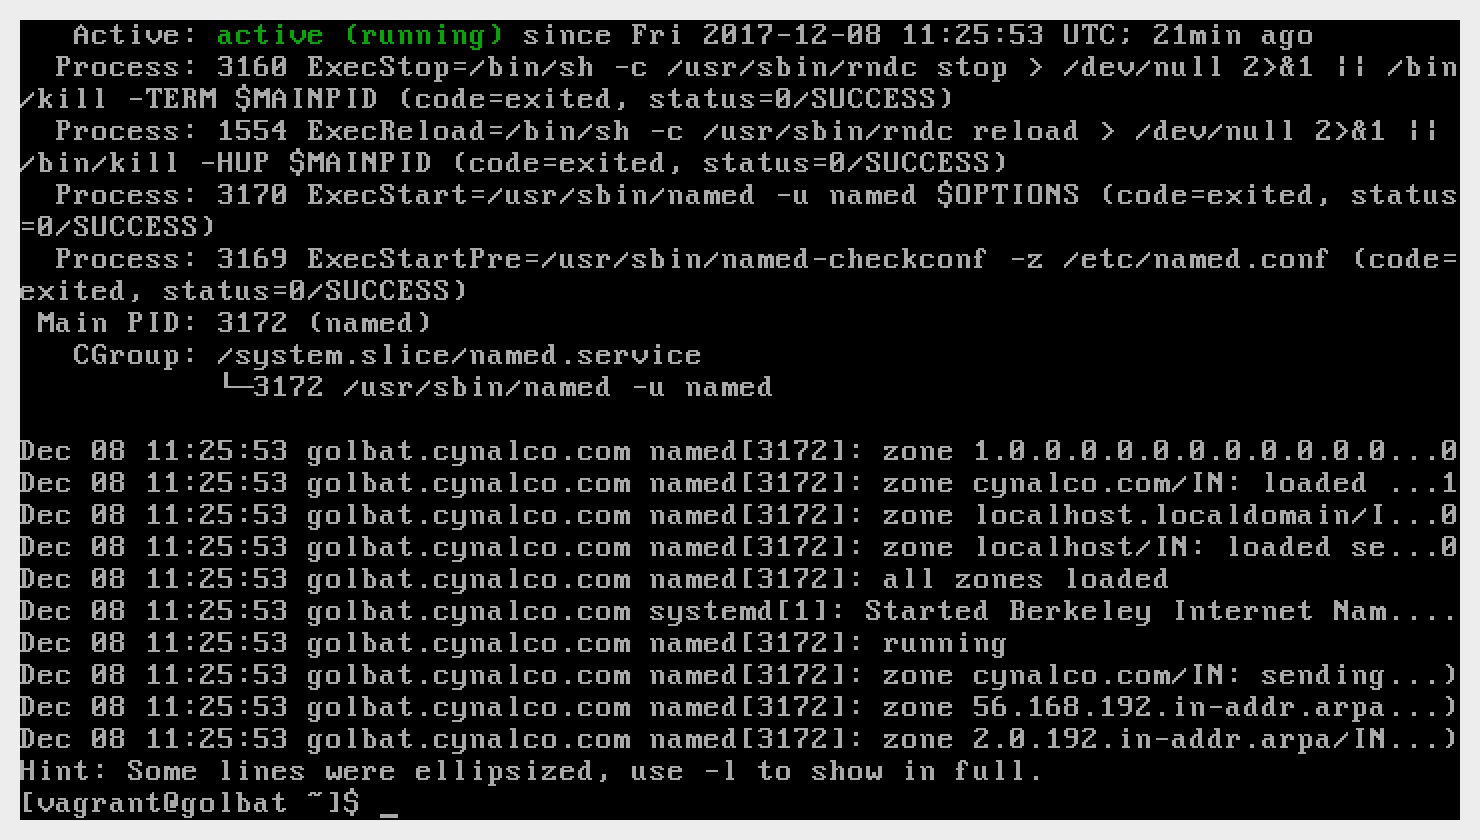 Active: active (running) since Fri 2017-12-08 11:25:53 UTC; 21min ago
Process: 3160 ExecStop=/bin/sh -c /usr/sbin/rndc stop > /dev/null 2>&1 || /bin
/kill -TERM $MAINPID (code=exited, status=0/SUCCESS)
Process: 1554 ExecReload=/bin/sh -c /usr/sbin/rndc reload > /dev/null 2>&1 ||
/bin/kill -HUP $MAINPID (code=exited, status=0/SUCCESS)
Process: 3170 ExecStart=/usr/sbin/named -u named $OPTIONS (code=exited, status
=0/SUCCESS)
Process: 3169 ExecStartPre=/usr/sbin/named-checkconf -z /etc/named.conf (code=
exited, status=0/SUCCESS)
Main PID: 3172 (named)
CGroup: /system.slice/named.service
└─3172 /usr/sbin/named -u named
Dec 08 11:25:53 golbat.cynalco.com named[3172]: zone 1.0.0.0.0.0.0.0.0.0.0.0...0
Dec 08 11:25:53 golbat.cynalco.com named[3172]: zone cynalco.com/IN: loaded ...1
Dec 08 11:25:53 golbat.cynalco.com named[3172]: zone localhost.localdomain/I...0
Dec 08 11:25:53 golbat.cynalco.com named[3172]: zone localhost/IN: loaded se...0
Dec 08 11:25:53 golbat.cynalco.com named[3172]: all zones loaded
Dec 08 11:25:53 golbat.cynalco.com systemd[1]: Started Berkeley Internet Nam....
Dec 08 11:25:53 golbat.cynalco.com named[3172]: running
Dec 08 11:25:53 golbat.cynalco.com named[3172]: zone cynalco.com/IN: sending...)
Dec 08 11:25:53 golbat.cynalco.com named[3172]: zone 56.168.192.in-addr.arpa...)
Dec 08 11:25:53 golbat.cynalco.com named[3172]: zone 2.0.192.in-addr.arpa/IN...)
Hint: Some lines were ellipsized, use -l to show in full.
[vagrant@golbat ~]$ _